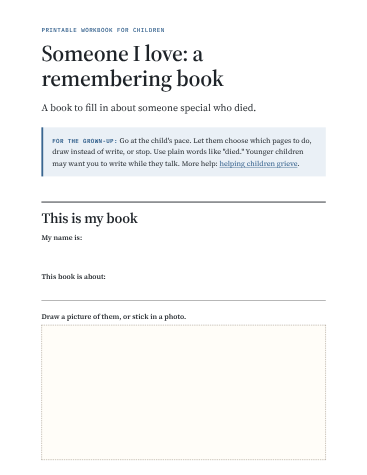 PRINTABLE WORKBOOK FOR CHILDREN
Someone I love: a
remembering book
A book to fill in about someone special who died.
FOR THE GROWN-UP: Go at the child's pace. Let them choose which pages to do,
draw instead of write, or stop. Use plain words like "died." Younger children
may want you to write while they talk. More help: helping children grieve.
This is my book
My name is:
This book is about:
Draw a picture of them, or stick in a photo.